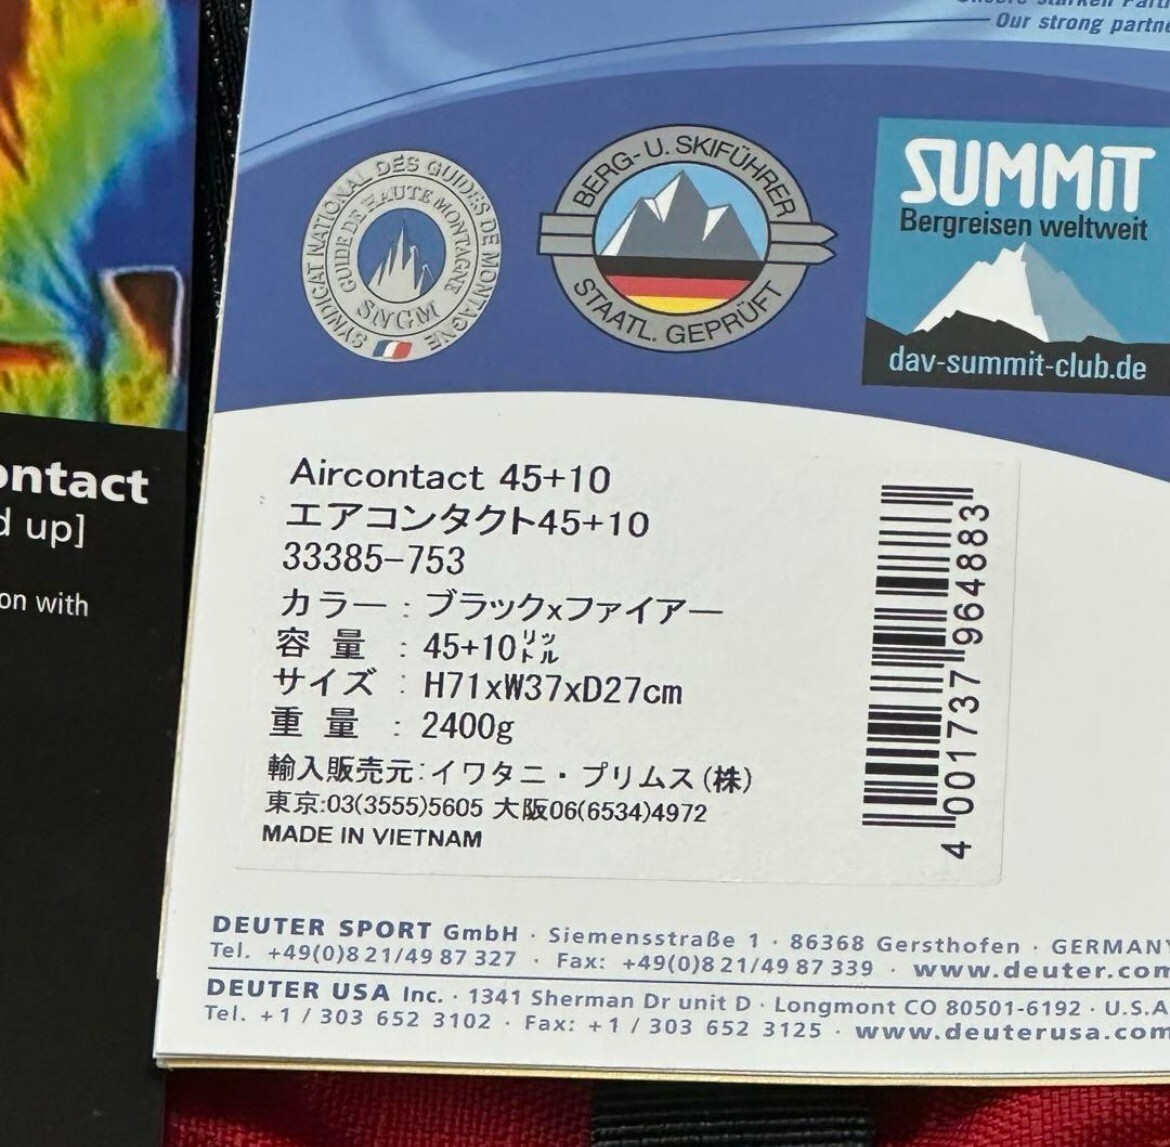 Our strong partne
SYNDICAT NATIONAL DES GUIDES DE MONTAGNE
GUIDE DE HAUTE MONTAGNE
SNGM
BERG- U. SKIFÜHRER
STAATL. GEPRÜFT
SUMMIT
Bergreisen weltweit
dav-summit-club.de
ontact
d up]
on with
Aircontact 45+10
エアコンタクト45+10
33385-753
カラー：ブラックxファイアー
容 量 ：45+10リットル
サイズ：H71xW37xD27cm
重 量 ：2400g
輸入販売元:イワタニ・プリムス(株)
東京:03(3555)5605 大阪06(6534)4972
MADE IN VIETNAM
4 001737 964883
DEUTER SPORT GmbH · Siemensstraße 1 · 86368 Gersthofen · GERMANY
Tel. +49(0)8 21/49 87 327 · Fax: +49(0)8 21/49 87 339 · www.deuter.com
DEUTER USA Inc. · 1341 Sherman Dr unit D · Longmont CO 80501-6192 · U.S.A
Tel. +1 / 303 652 3102 · Fax: +1 / 303 652 3125 · www.deuterusa.com